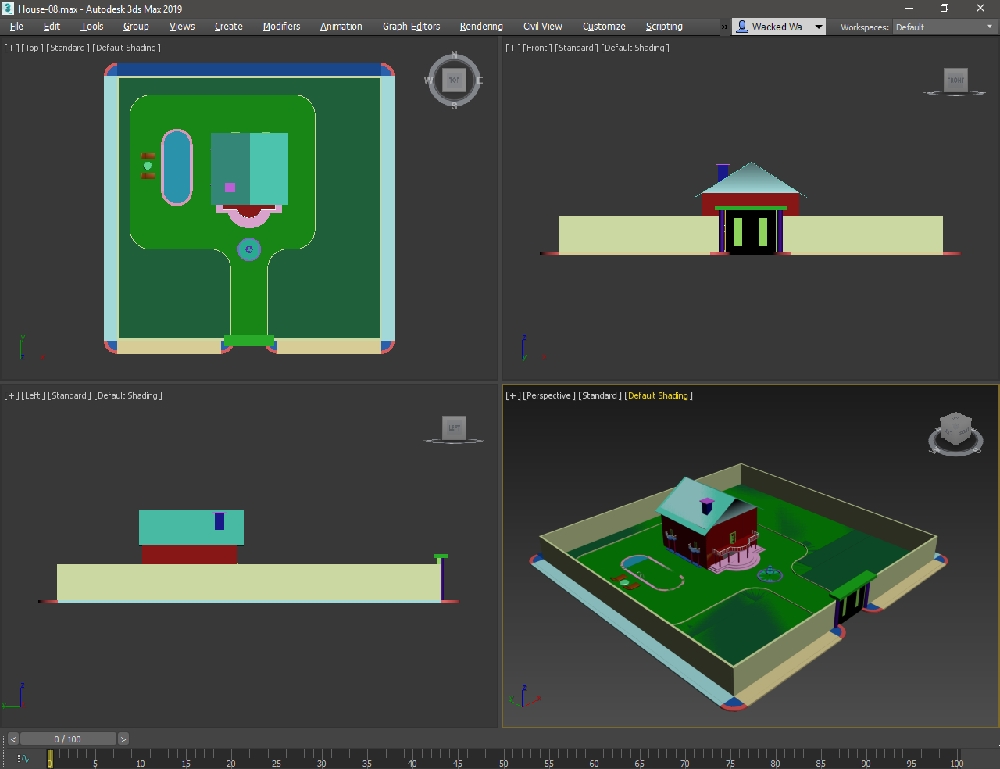 House-08.max - Autodesk 3ds Max 2019
File Edit Tools Group Views Create Modifiers Animation Graph Editors Rendering Civil View Customize Scripting » Wacked Wa Workspaces: Default
[+] [Top] [Standard] [Default Shading]
[+] [Front] [Standard] [Default Shading]
N
W TOP E
S
FRONT
[+] [Left] [Standard] [Default Shading]
[+] [Perspective] [Standard] [Default Shading]
LEFT
< 0 / 100 >
0 5 10 15 20 25 30 35 40 45 50 55 60 65 70 75 80 85 90 95 100